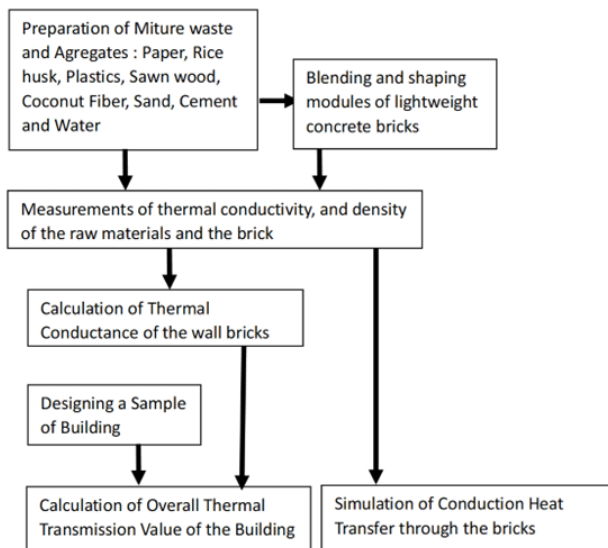 Preparation of Miture waste
and Agregates : Paper, Rice
husk, Plastics, Sawn wood,
Coconut Fiber, Sand, Cement
and Water
Blending and shaping
modules of lightweight
concrete bricks
Measurements of thermal conductivity, and density
of the raw materials and the brick
Calculation of Thermal
Conductance of the wall bricks
Designing a Sample
of Building
Calculation of Overall Thermal
Transmission Value of the Building
Simulation of Conduction Heat
Transfer through the bricks